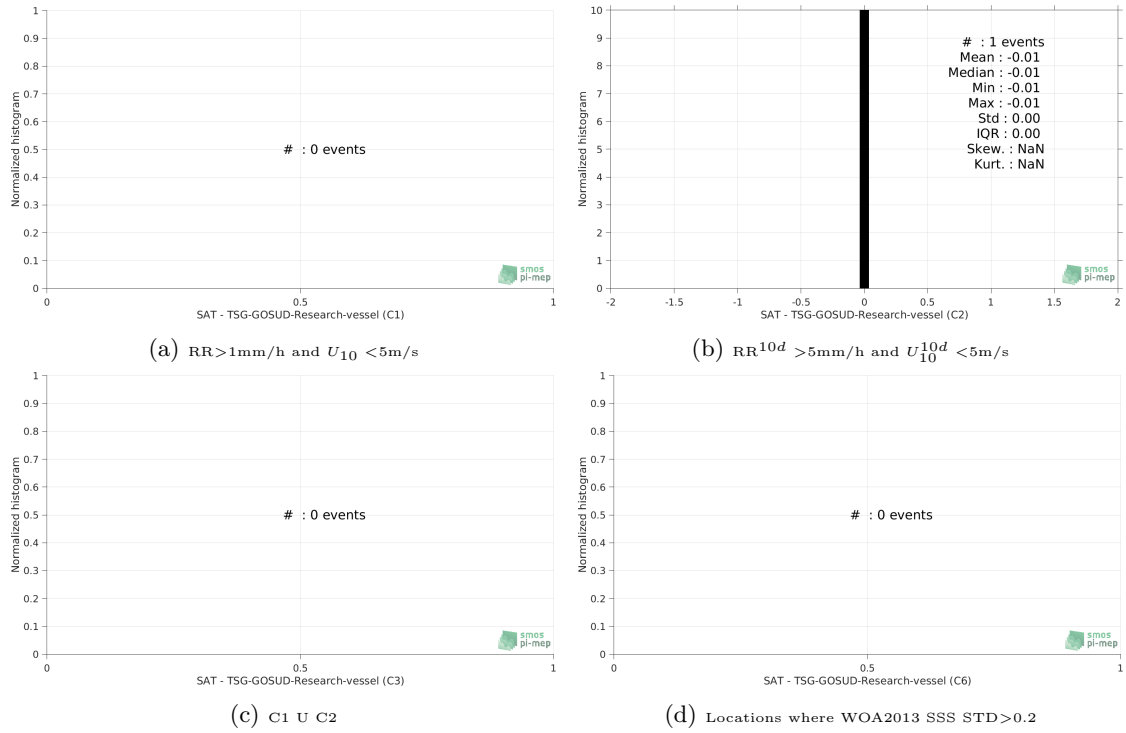 1
0.9
0.8
0.7
0.6
0.5
0.4
0.3
0.2
0.1
0
Normalized histogram
# : 0 events
smos
pi-mep
0 0.5 1
SAT - TSG-GOSUD-Research-vessel (C1)
(a) RR>1mm/h and U10 <5m/s
10
9
8
7
6
5
4
3
2
1
0
Normalized histogram
# : 1 events
Mean : -0.01
Median : -0.01
Min : -0.01
Max : -0.01
Std : 0.00
IQR : 0.00
Skew. : NaN
Kurt. : NaN
smos
pi-mep
-2 -1.5 -1 -0.5 0 0.5 1 1.5 2
SAT - TSG-GOSUD-Research-vessel (C2)
(b) RR10d >5mm/h and U10d10 <5m/s
1
0.9
0.8
0.7
0.6
0.5
0.4
0.3
0.2
0.1
0
Normalized histogram
# : 0 events
smos
pi-mep
0 0.5 1
SAT - TSG-GOSUD-Research-vessel (C3)
(c) C1 U C2
1
0.9
0.8
0.7
0.6
0.5
0.4
0.3
0.2
0.1
0
Normalized histogram
# : 0 events
smos
pi-mep
0 0.5 1
SAT - TSG-GOSUD-Research-vessel (C6)
(d) Locations where WOA2013 SSS STD>0.2